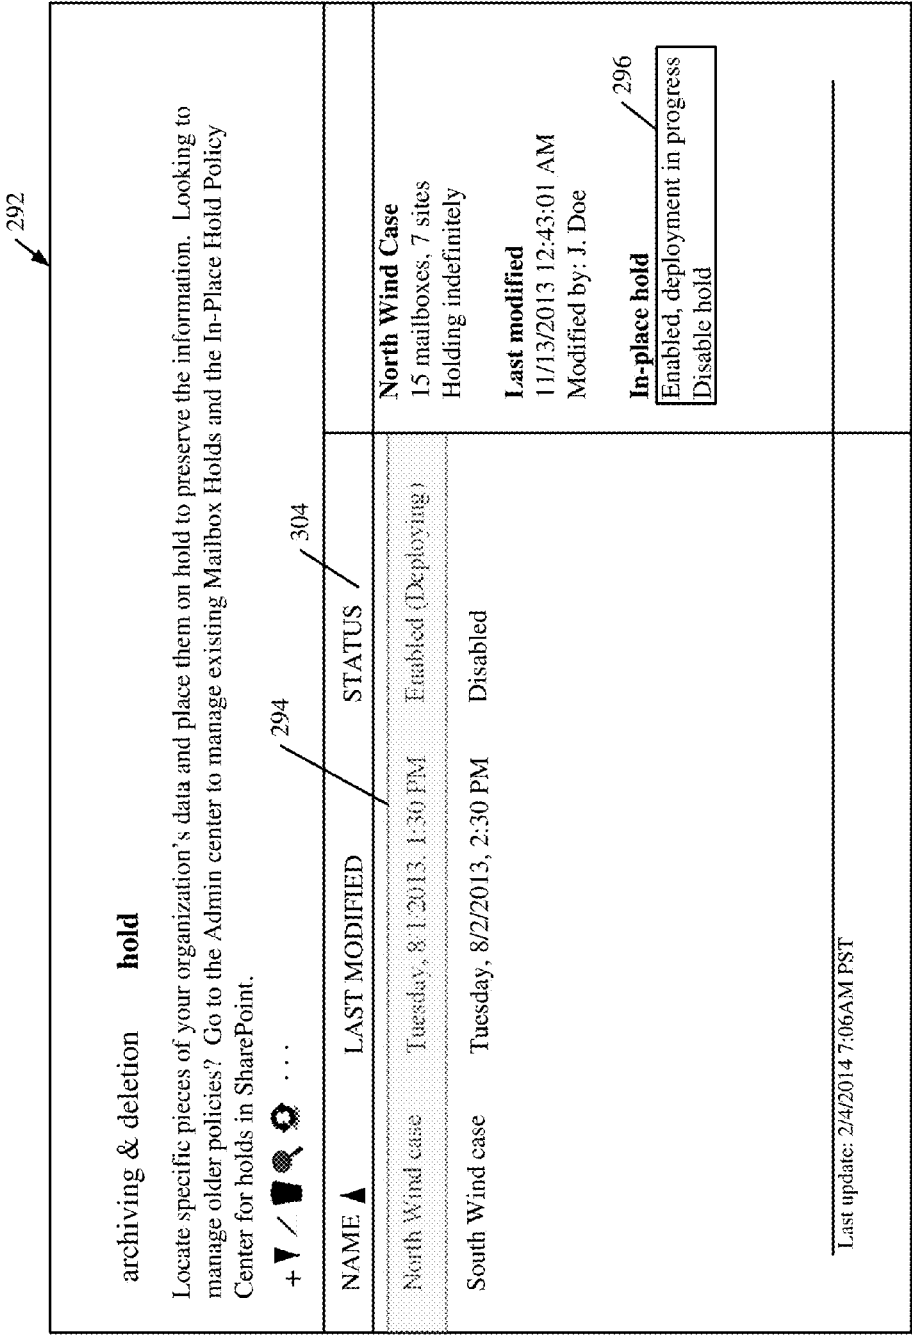 292
archiving & deletion hold
Locate specific pieces of your organization's data and place them on hold to preserve the information. Looking to
manage older policies? Go to the Admin center to manage existing Mailbox Holds and the In-Place Hold Policy
Center for holds in SharePoint.
+ ...
294
304
NAME LAST MODIFIED STATUS
North Wind case Tuesday, 8 1 2013, 1:30 PM Enabled (Deploying)
South Wind case Tuesday, 8/2/2013, 2:30 PM Disabled
North Wind Case
15 mailboxes, 7 sites
Holding indefinitely
Last modified
11/13/2013 12:43:01 AM
Modified by: J. Doe
296
In-place hold
Enabled, deployment in progress
Disable hold
Last update: 2/4/2014 7:06AM PST